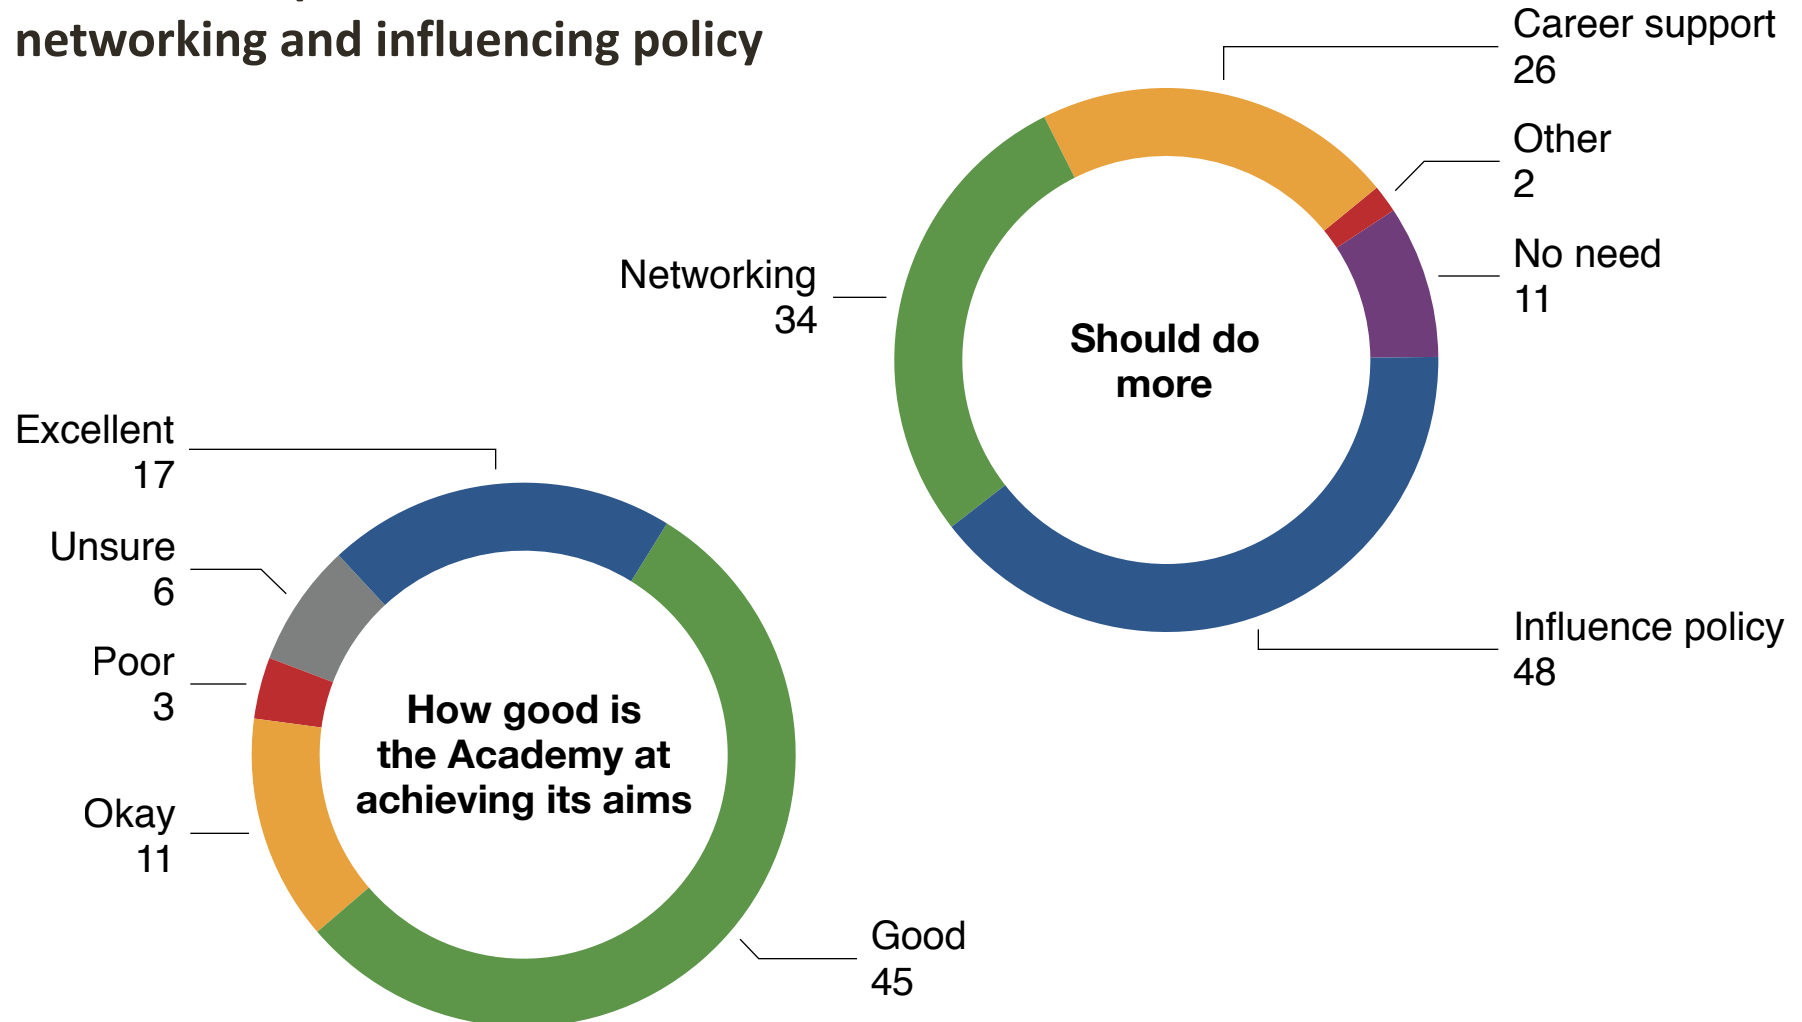 networking and influencing policy
Career support
26
Other
2
No need
11
Networking
34
Should do
more
Influence policy
48
Excellent
17
Unsure
6
Poor
3
Okay
11
How good is
the Academy at
achieving its aims
Good
45